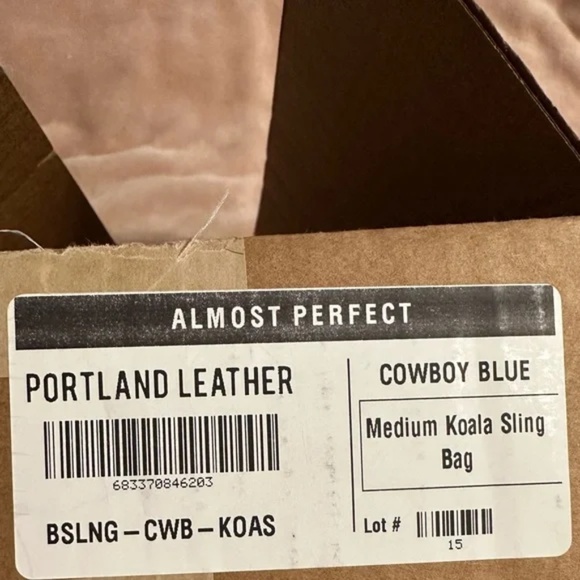 ALMOST PERFECT
PORTLAND LEATHER
683370846203
BSLNG-CWB-KOAS
COWBOY BLUE
Medium Koala Sling
Bag
Lot #
15